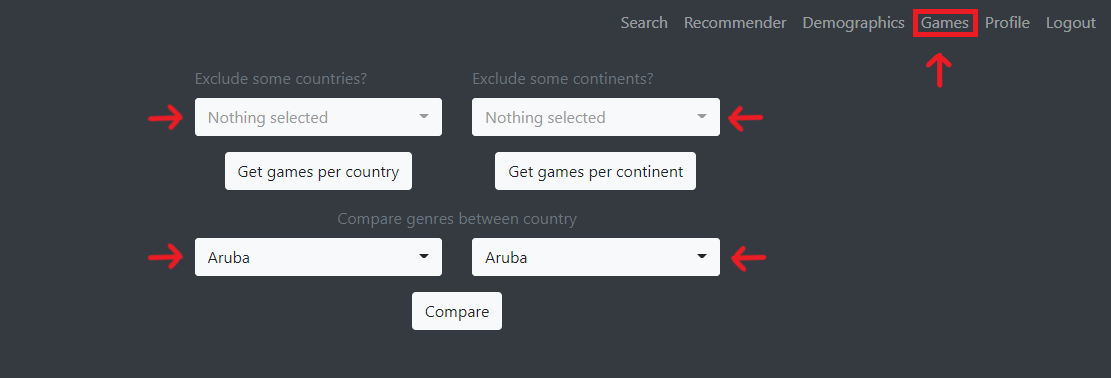 Search Recommender Demographics Games Profile Logout
Exclude some countries? Exclude some continents?
Nothing selected Nothing selected
Get games per country Get games per continent
Compare genres between country
Aruba Aruba
Compare